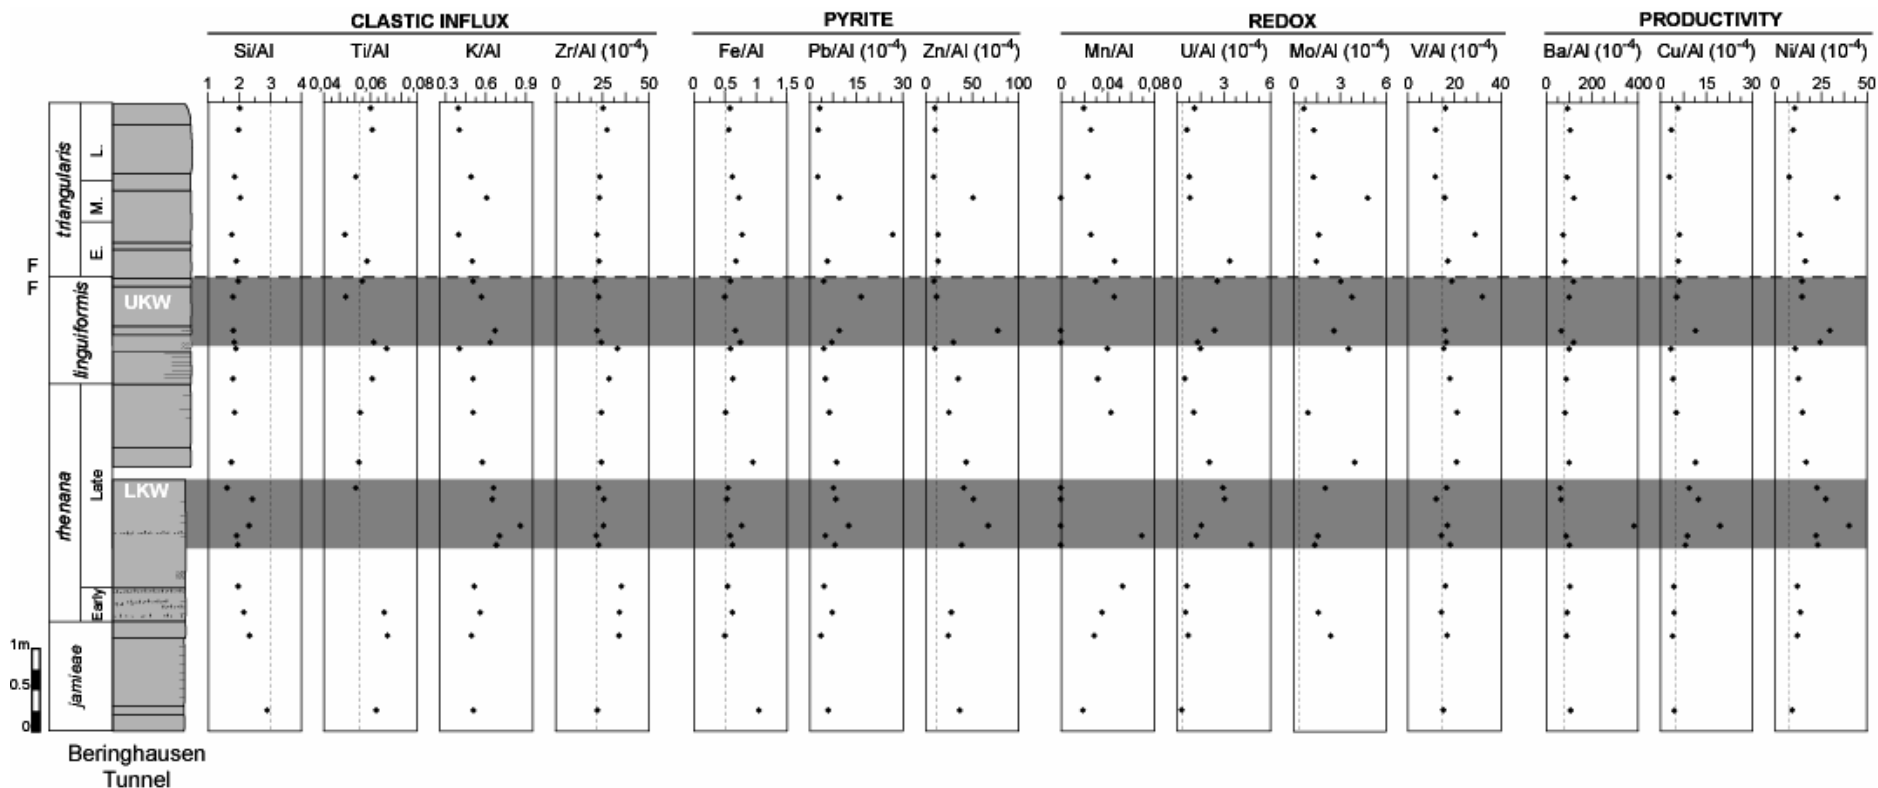 CLASTIC INFLUX PYRITE REDOX PRODUCTIVITY
Si/Al Ti/Al K/Al Zr/Al (10⁻⁴) Fe/Al Pb/Al (10⁻⁴) Zn/Al (10⁻⁴) Mn/Al U/Al (10⁻⁴) Mo/Al (10⁻⁴) V/Al (10⁻⁴) Ba/Al (10⁻⁴) Cu/Al (10⁻⁴) Ni/Al (10⁻⁴)
1 2 3 4 0,04 0,06 0,08 0.3 0.6 0.9 0 25 50 0 0.5 1 1.5 0 15 30 0 50 100 0 0,04 0,08 0 3 6 0 3 6 0 20 40 0 200 400 0 15 30 0 25 50
triangularis
L.
M.
E.
F
F
linguiformis
UKW
rhenana
Late
LKW
Early
jamieae
1m
0.5
0
Beringhausen
Tunnel